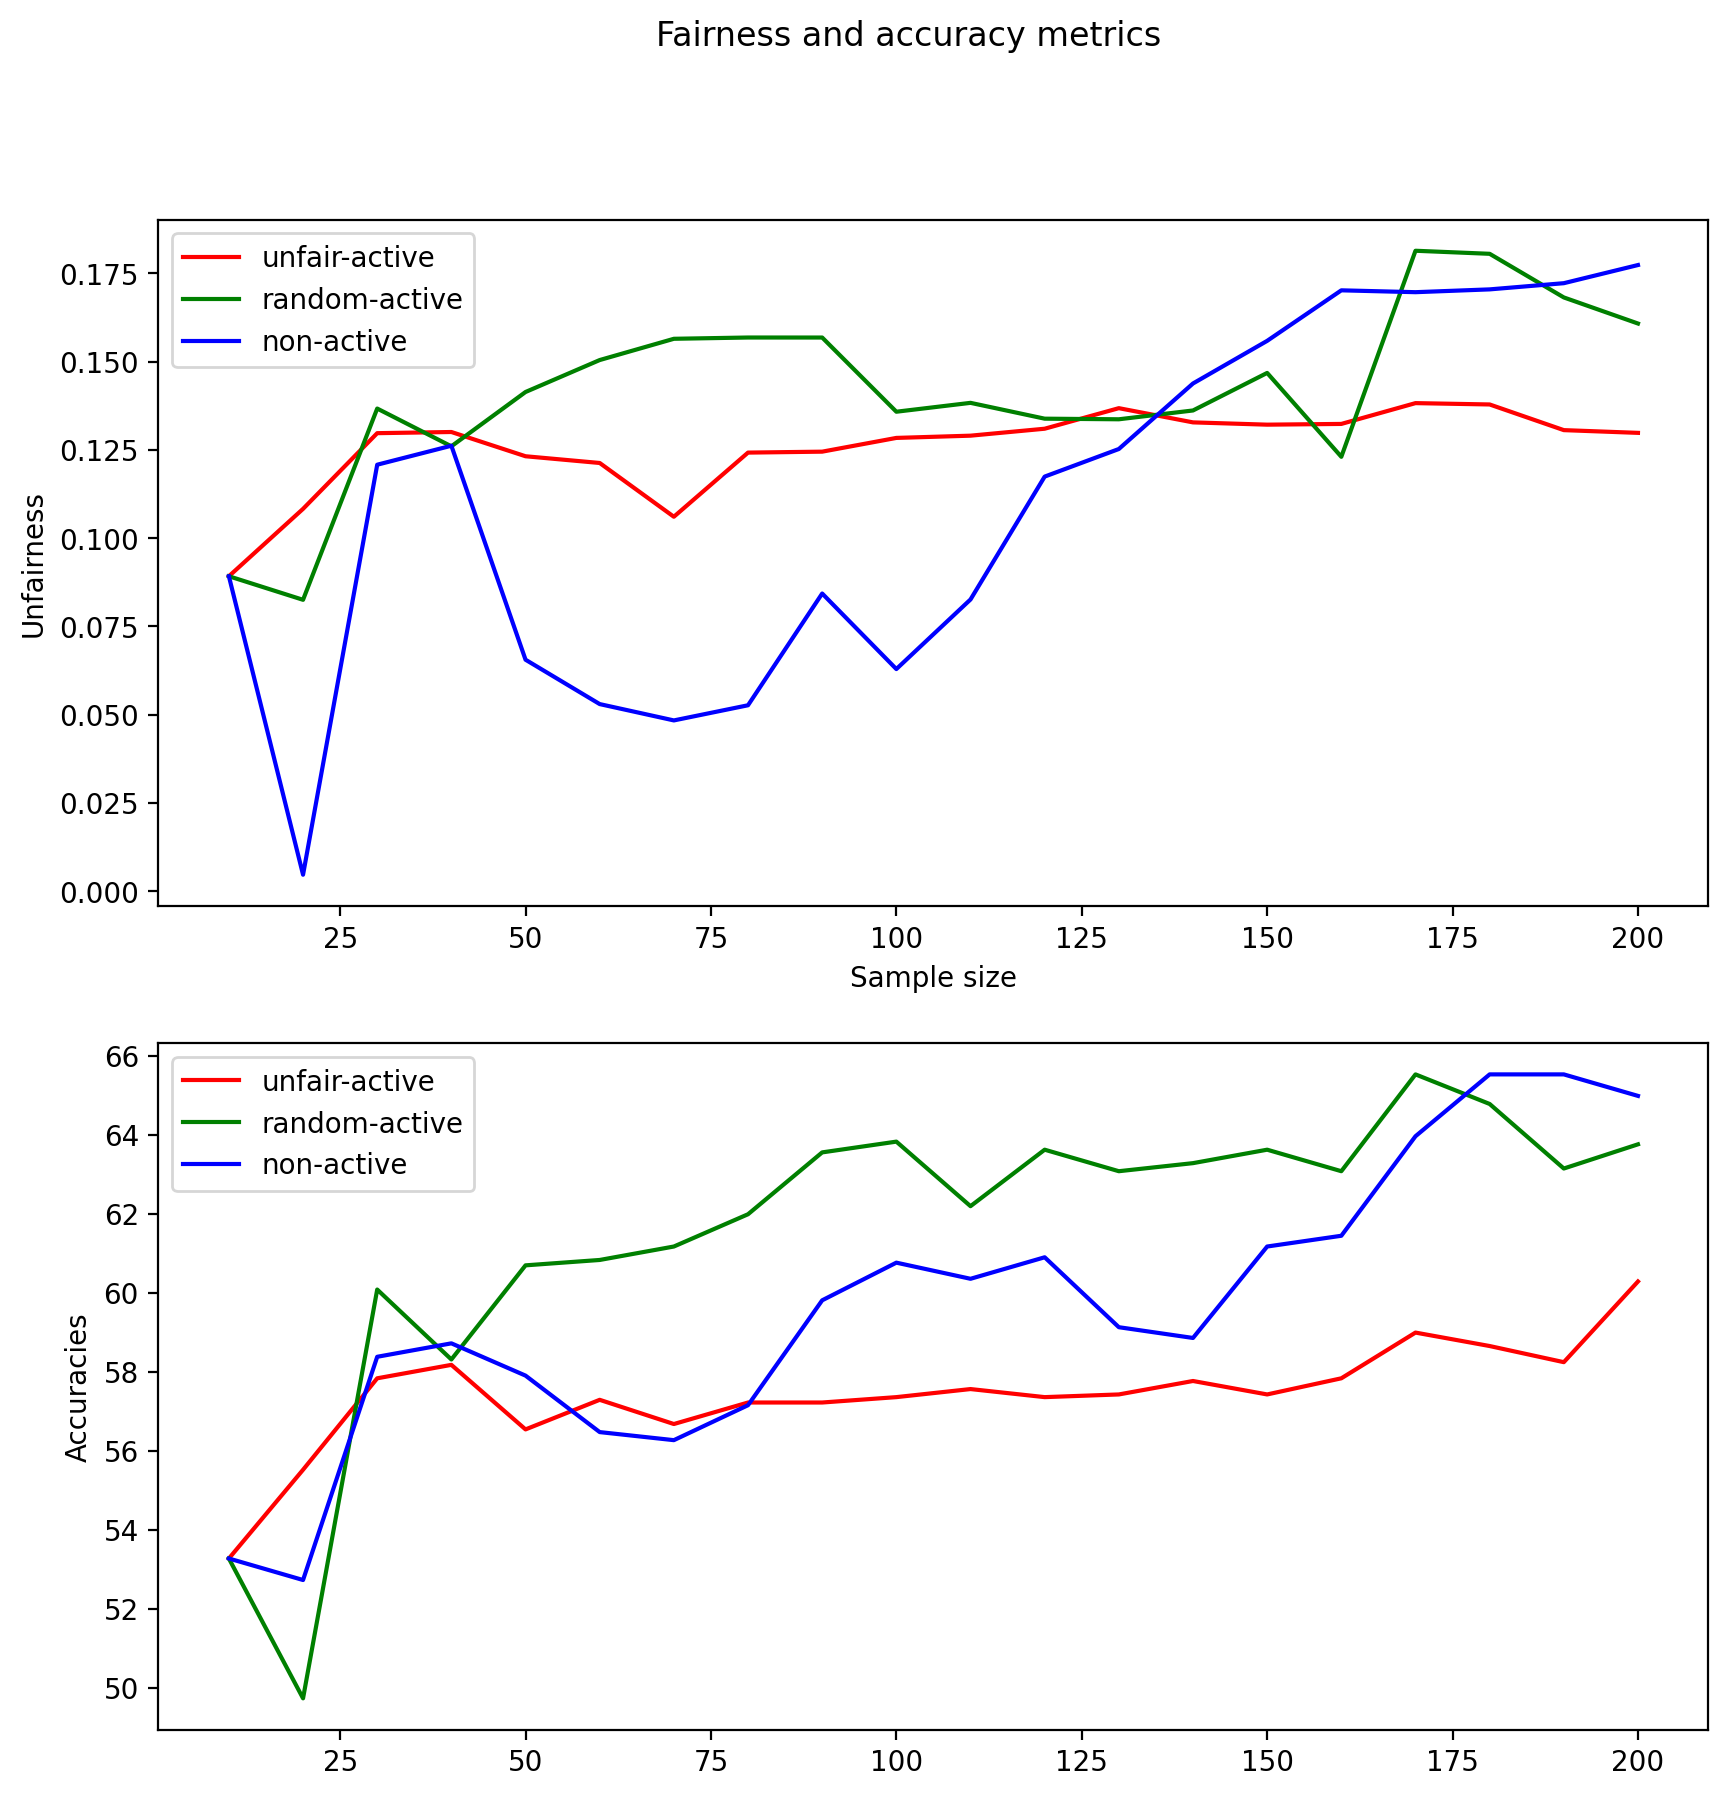 Fairness and accuracy metrics
unfair-active
random-active
non-active
0.175
0.150
0.125
0.100
0.075
0.050
0.025
0.000
Unfairness
25 50 75 100 125 150 175 200
Sample size
unfair-active
random-active
non-active
66
64
62
60
58
56
54
52
50
Accuracies
25 50 75 100 125 150 175 200